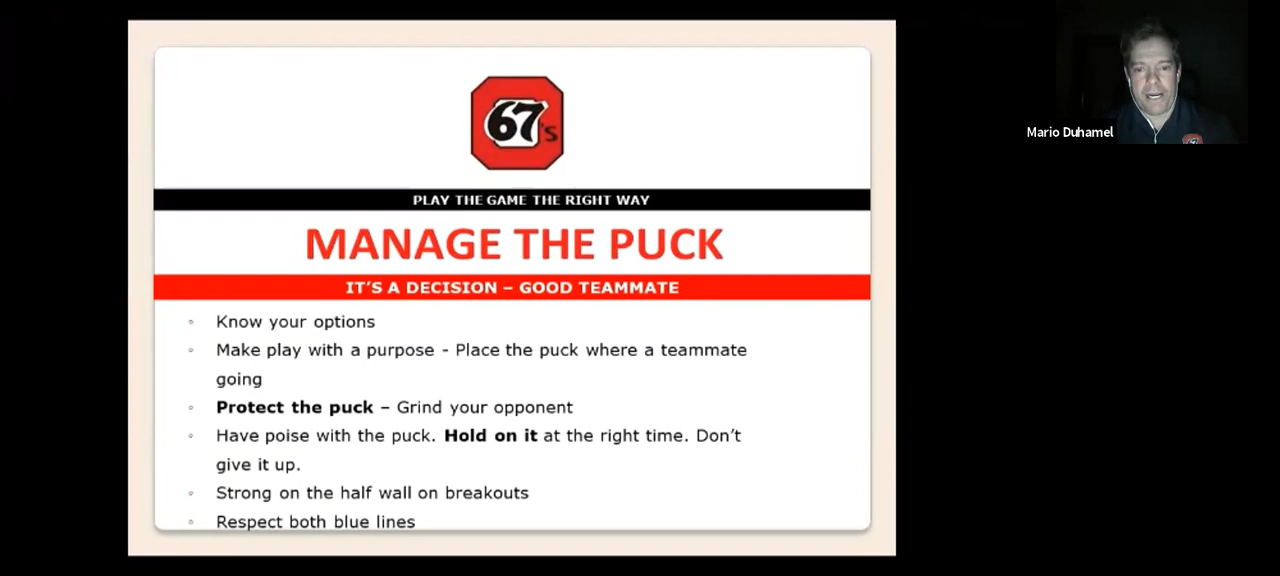 67's
PLAY THE GAME THE RIGHT WAY
MANAGE THE PUCK
IT'S A DECISION – GOOD TEAMMATE
◦ Know your options
◦ Make play with a purpose - Place the puck where a teammate
going
◦ Protect the puck – Grind your opponent
◦ Have poise with the puck. Hold on it at the right time. Don't
give it up.
◦ Strong on the half wall on breakouts
◦ Respect both blue lines
Mario Duhamel